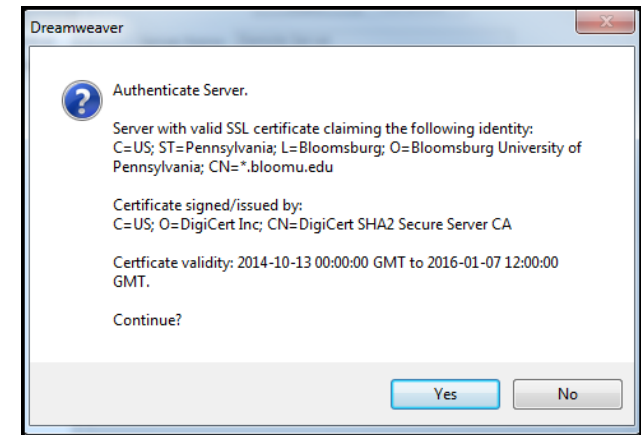 Dreamweaver
Authenticate Server.
Server with valid SSL certificate claiming the following identity:
C=US; ST=Pennsylvania; L=Bloomsburg; O=Bloomsburg University of
Pennsylvania; CN=*.bloomu.edu
Certificate signed/issued by:
C=US; O=DigiCert Inc; CN=DigiCert SHA2 Secure Server CA
Certficate validity: 2014-10-13 00:00:00 GMT to 2016-01-07 12:00:00
GMT.
Continue?
Yes
No